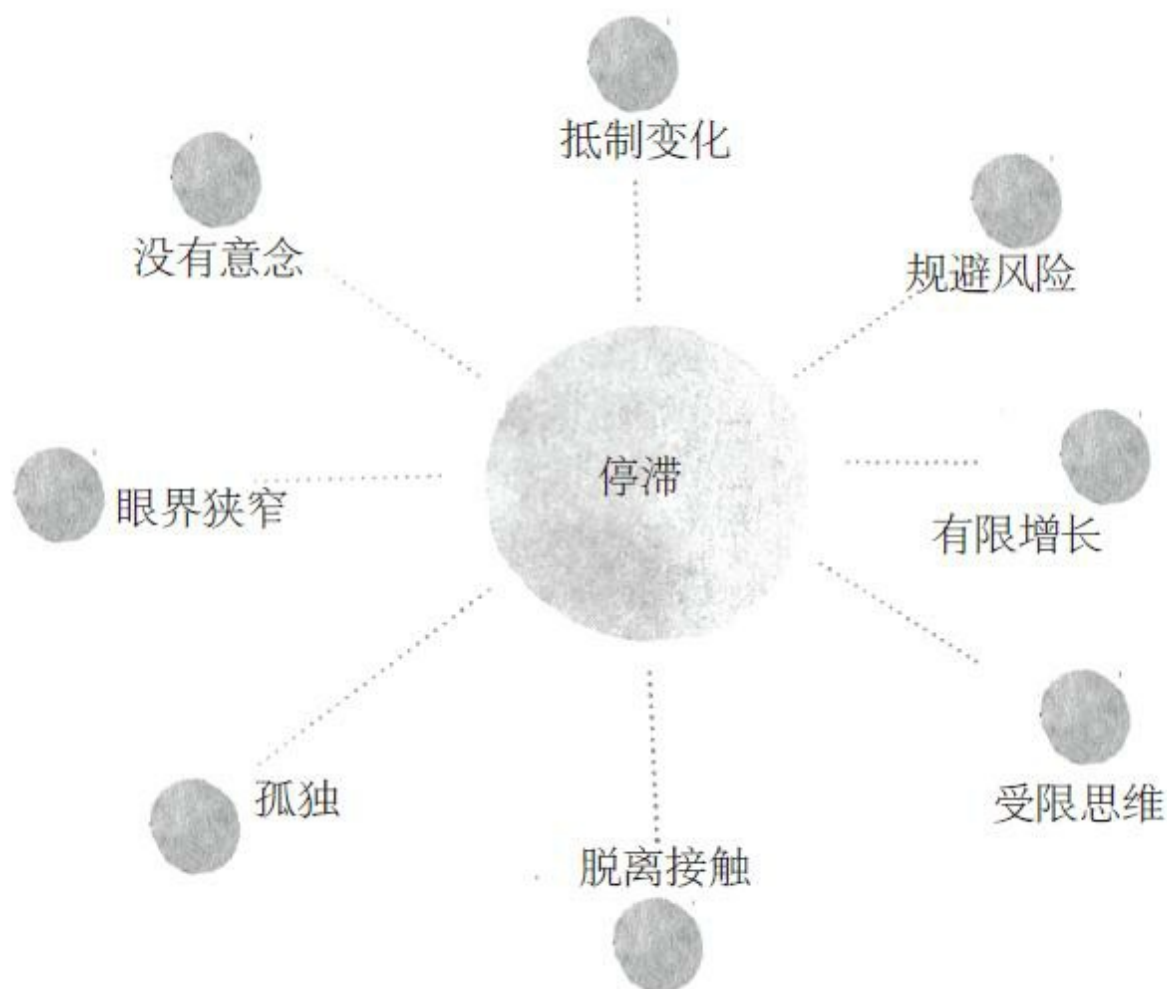 抵制变化
没有意念
规避风险
眼界狭窄
停滞
有限增长
孤独
受限思维
脱离接触